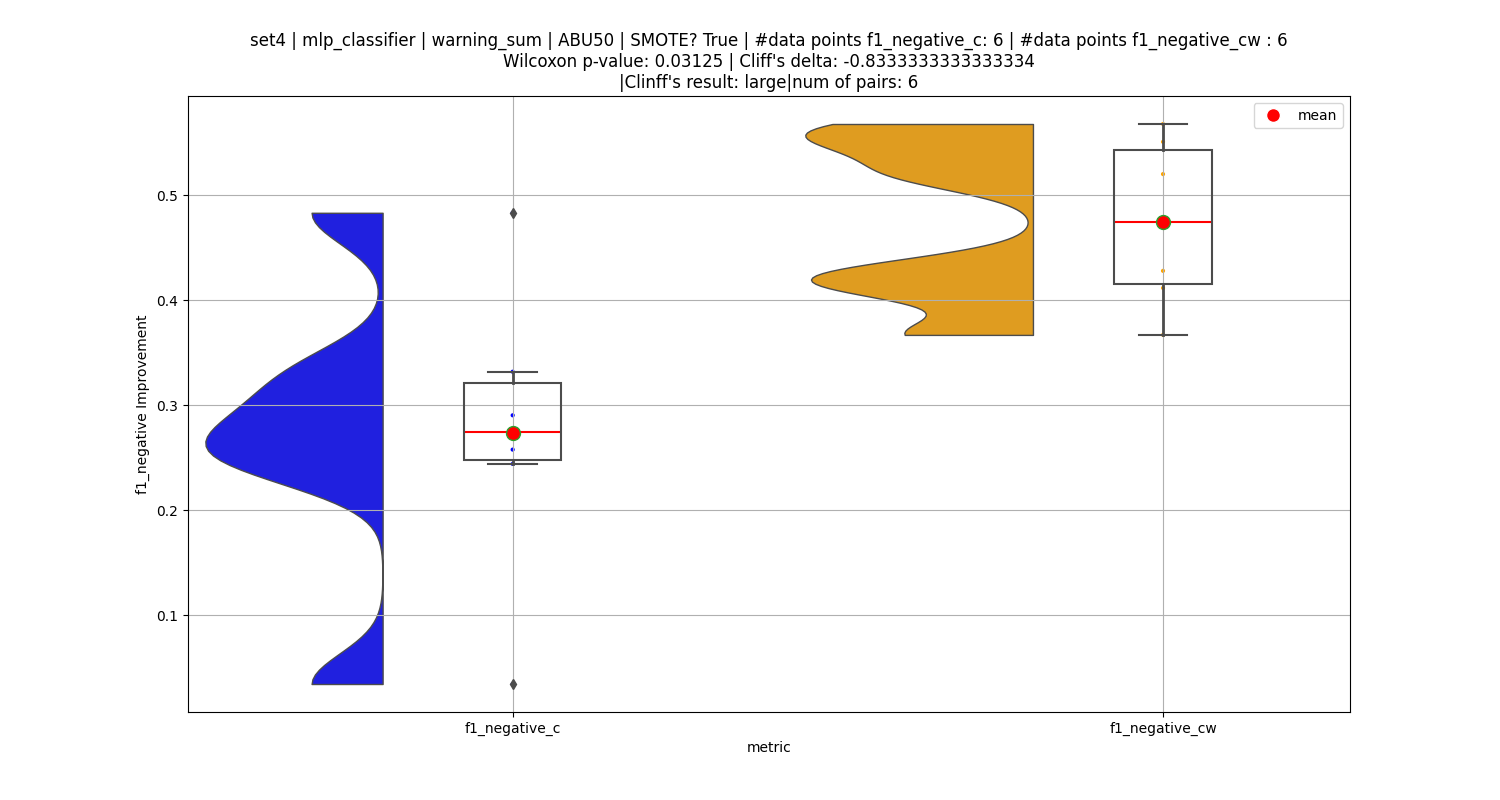 set4 | mlp_classifier | warning_sum | ABU50 | SMOTE? True | #data points f1_negative_c: 6 | #data points f1_negative_cw : 6
Wilcoxon p-value: 0.03125 | Cliff's delta: -0.8333333333333334
|Clinff's result: large|num of pairs: 6
mean
0.5
0.4
0.3
0.2
0.1
f1_negative Improvement
f1_negative_c
f1_negative_cw
metric